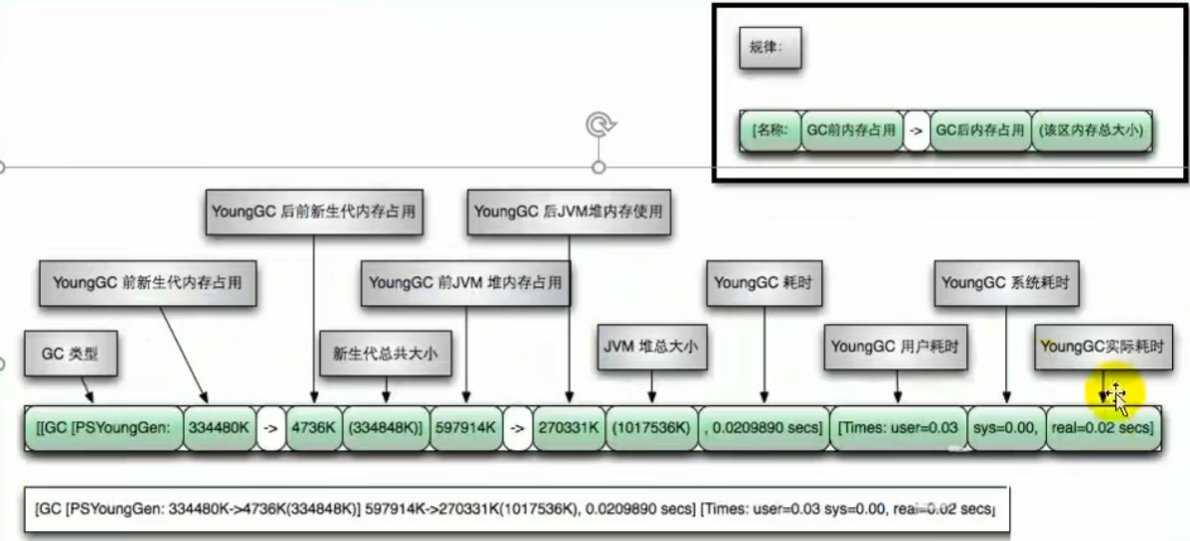 规律:
[名称: GC前内存占用 -> GC后内存占用 (该区内存总大小)
YoungGC 后前新生代内存占用
YoungGC 后JVM堆内存使用
YoungGC 前新生代内存占用
YoungGC 前JVM 堆内存占用
YoungGC 耗时
YoungGC 系统耗时
GC 类型
新生代总共大小
JVM 堆总大小
YoungGC 用户耗时
YoungGC实际耗时
[[GC [PSYoungGen: 334480K -> 4736K (334848K)] 597914K -> 270331K (1017536K) , 0.0209890 secs] [Times: user=0.03 sys=0.00, real=0.02 secs]
[GC [PSYoungGen: 334480K->4736K(334848K)] 597914K->270331K(1017536K), 0.0209890 secs] [Times: user=0.03 sys=0.00, real=0.02 secs]